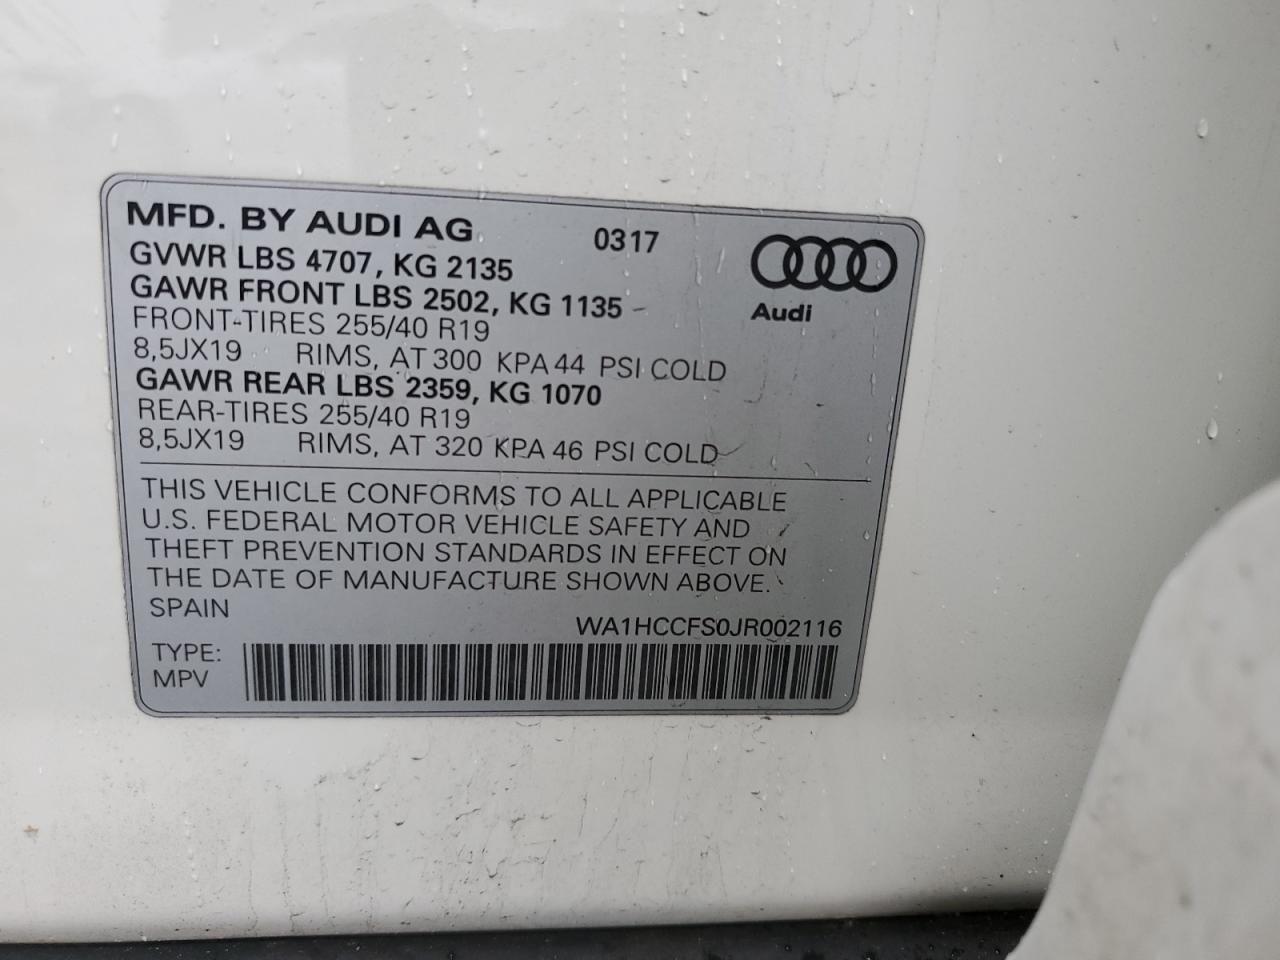 MFD. BY AUDI AG 0317
GVWR LBS 4707, KG 2135
GAWR FRONT LBS 2502, KG 1135
Audi
FRONT-TIRES 255/40 R19
8,5JX19 RIMS, AT 300 KPA 44 PSI COLD
GAWR REAR LBS 2359, KG 1070
REAR-TIRES 255/40 R19
8,5JX19 RIMS, AT 320 KPA 46 PSI COLD
THIS VEHICLE CONFORMS TO ALL APPLICABLE
U.S. FEDERAL MOTOR VEHICLE SAFETY AND
THEFT PREVENTION STANDARDS IN EFFECT ON
THE DATE OF MANUFACTURE SHOWN ABOVE.
SPAIN
WA1HCCFS0JR002116
TYPE:
MPV